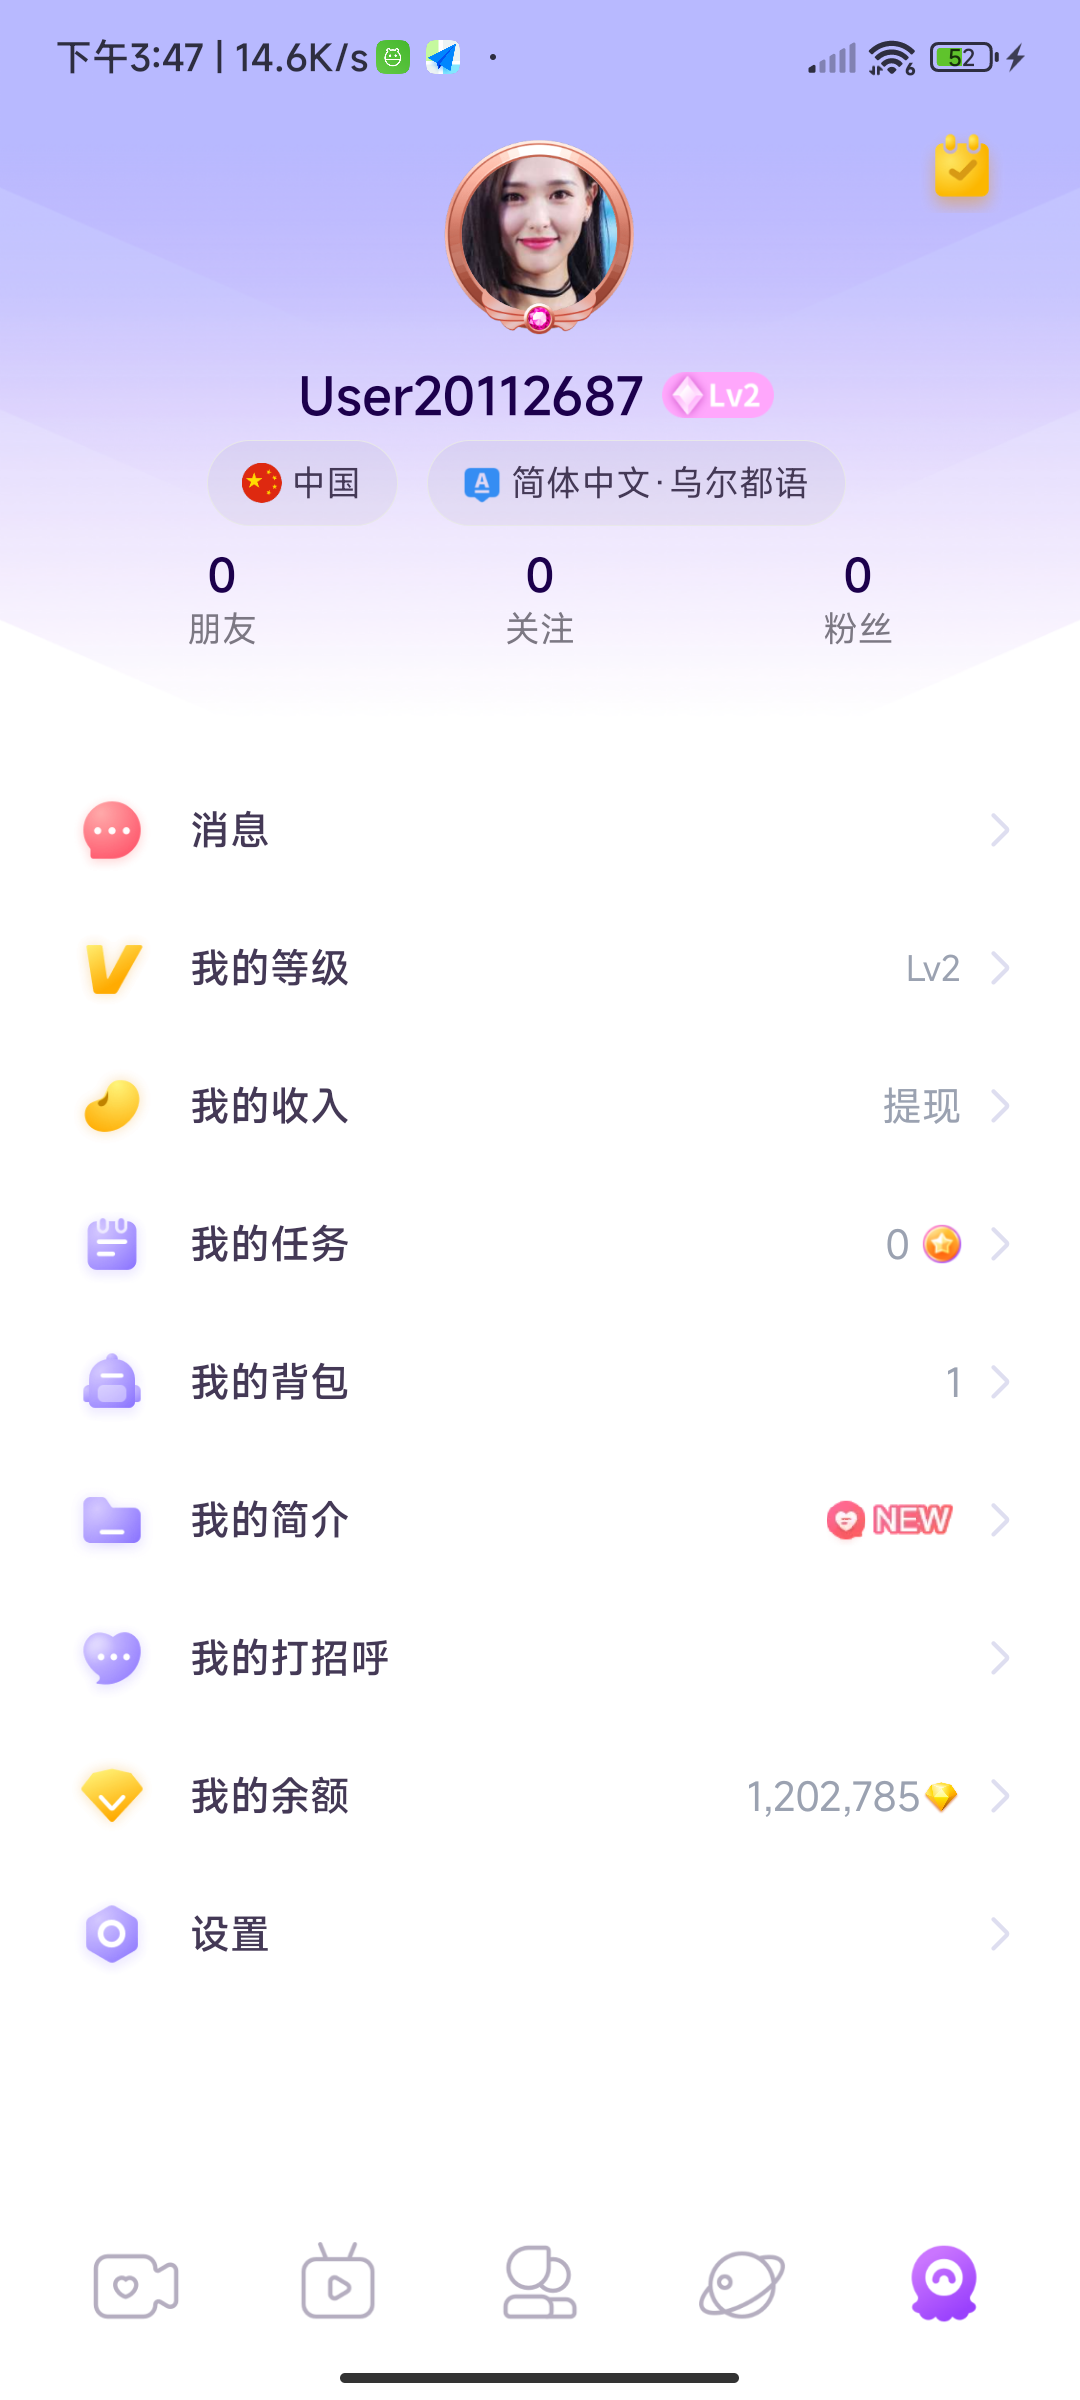 下午3:47 | 14.6K/s
6
52
User20112687 Lv2
中国 A 简体中文·乌尔都语
0 0 0
朋友 关注 粉丝
消息
我的等级 Lv2
我的收入 提现
我的任务 0
我的背包 1
我的简介 NEW
我的打招呼
我的余额 1,202,785
设置